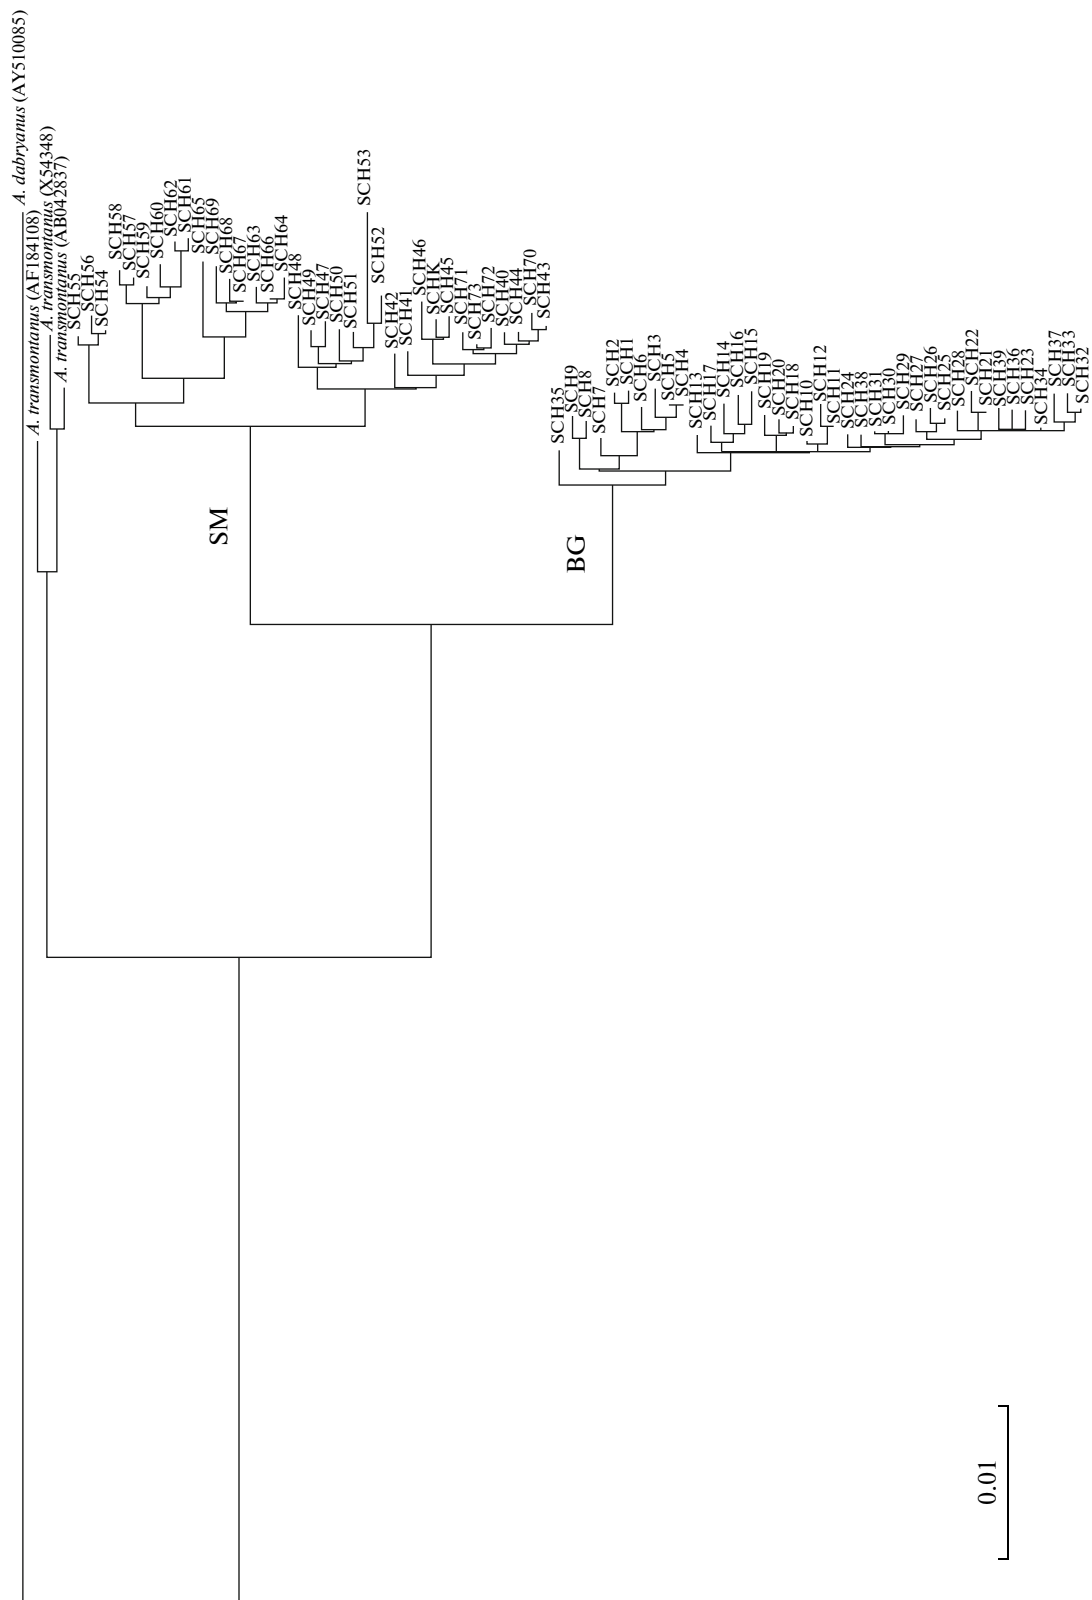 A. dabryanus (AY510085)
A. transmontanus (AF184108)
A. transmontanus (X54348)
A. transmontanus (AB042837)
SCH55
SCH56
SCH54
SCH58
SCH57
SCH59
SCH60
SCH62
SCH61
SCH65
SCH69
SCH68
SCH67
SCH63
SCH66
SCH64
SCH48
SCH49
SCH47
SCH50
SCH51
SCH53
SCH52
SCH42
SCH41
SCH46
SCHK
SCH45
SCH71
SCH73
SCH72
SCH40
SCH44
SCH70
SCH43
SM
SCH35
SCH9
SCH8
SCH7
SCH2
SCH1
SCH6
SCH3
SCH5
SCH4
SCH13
SCH17
SCH14
SCH16
SCH15
SCH19
SCH20
SCH18
SCH10
SCH12
SCH11
SCH24
SCH38
SCH31
SCH30
SCH29
SCH27
SCH26
SCH25
SCH28
SCH22
SCH21
SCH39
SCH36
SCH23
SCH34
SCH37
SCH33
SCH32
BG
0.01